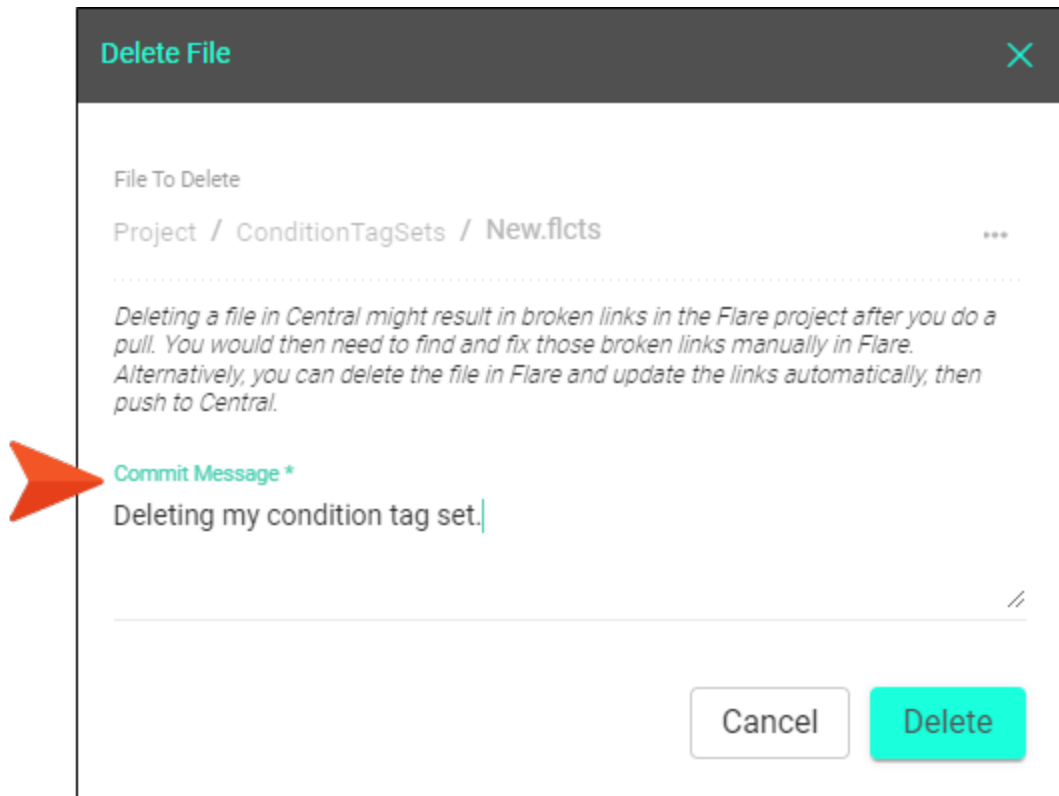 Delete File
File To Delete
Project / ConditionTagSets / New.flcts
Deleting a file in Central might result in broken links in the Flare project after you do a
pull. You would then need to find and fix those broken links manually in Flare.
Alternatively, you can delete the file in Flare and update the links automatically, then
push to Central.
Commit Message *
Deleting my condition tag set.
Cancel Delete